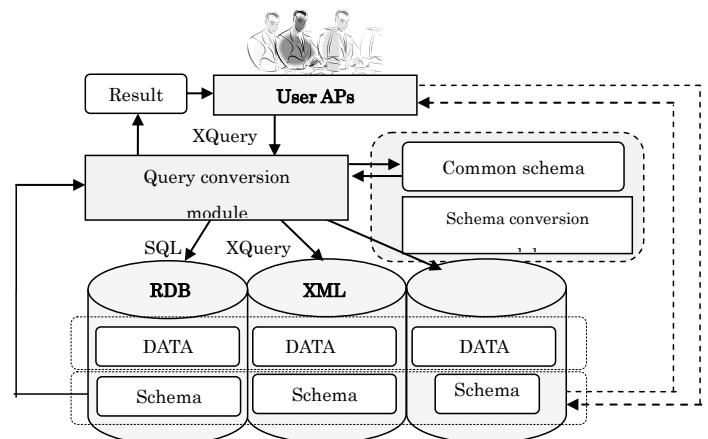 Result
User APs
XQuery
Query conversion
module
Common schema
Schema conversion
SQL
XQuery
RDB
XML
DATA
DATA
DATA
Schema
Schema
Schema